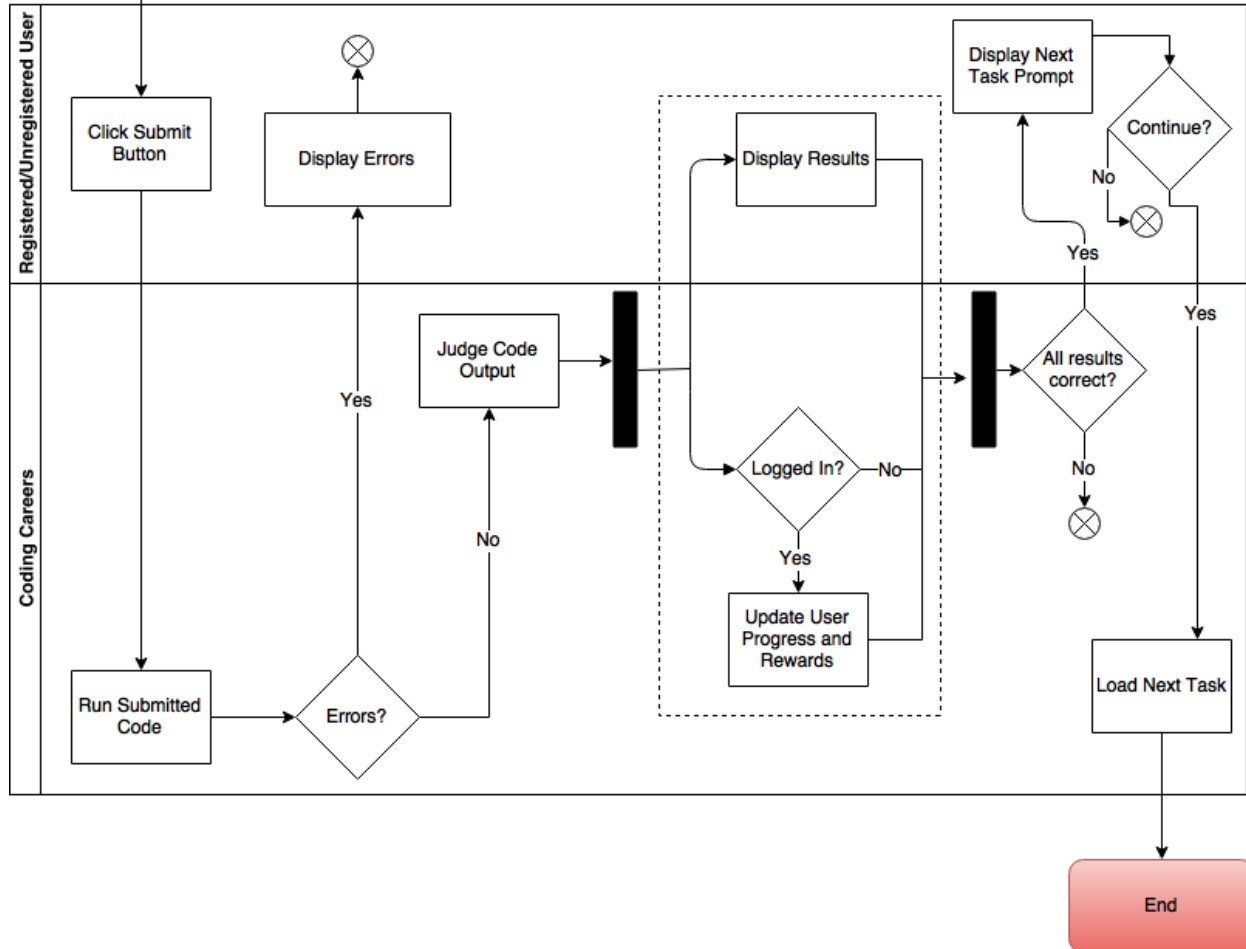 Registered/Unregistered User
Click Submit
Button
Display Errors
Display Results
Display Next
Task Prompt
Continue?
No
Yes
Yes
Coding Careers
Run Submitted
Code
Errors?
Yes
No
Judge Code
Output
Logged In?
No
Yes
Update User
Progress and
Rewards
All results
correct?
No
Load Next Task
End